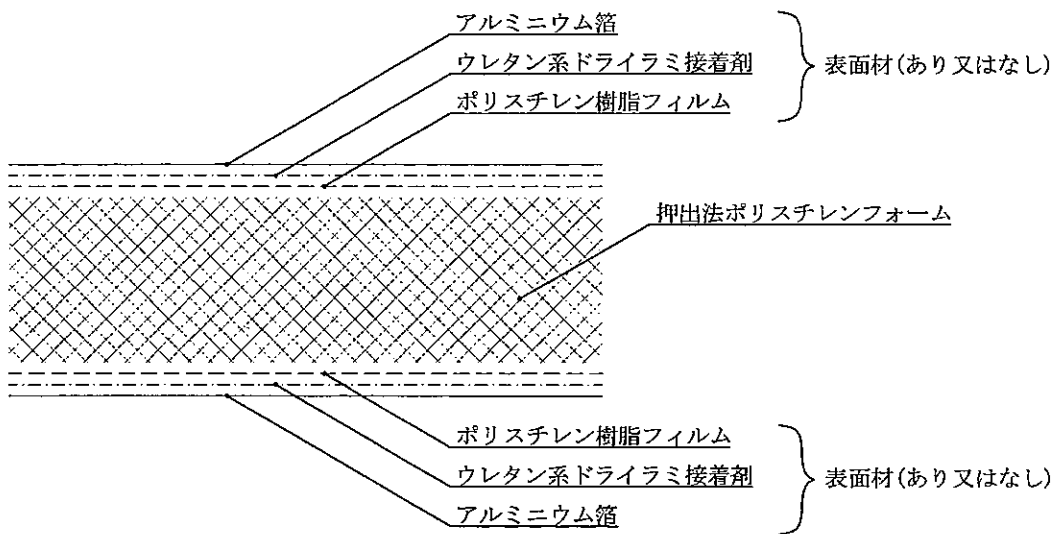 アルミニウム箔
ウレタン系ドライラミ接着剤
ポリスチレン樹脂フィルム
表面材(あり又はなし)
押出法ポリスチレンフォーム
ポリスチレン樹脂フィルム
ウレタン系ドライラミ接着剤
アルミニウム箔
表面材(あり又はなし)